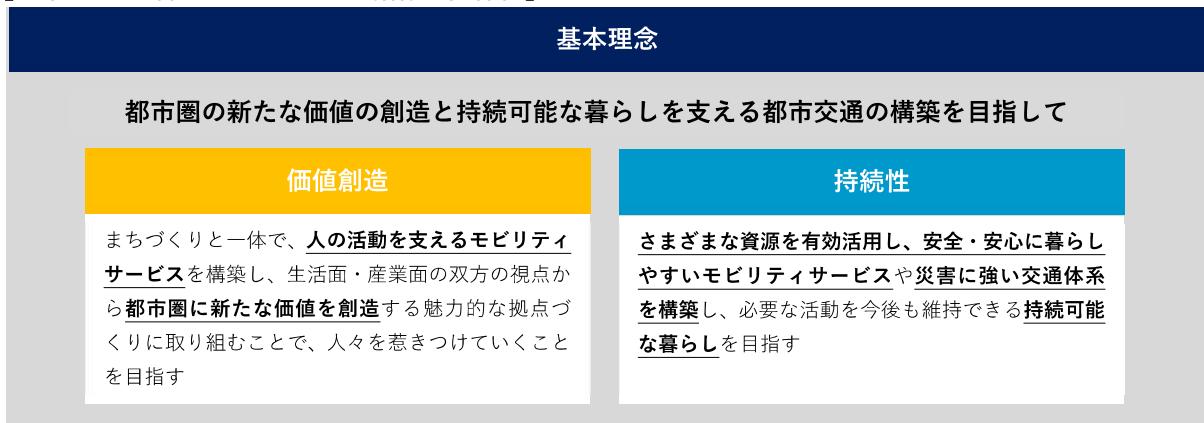 基本理念
都市圏の新たな価値の創造と持続可能な暮らしを支える都市交通の構築を目指して
価値創造
まちづくりと一体で、人の活動を支えるモビリティ
サービスを構築し、生活面・産業面の双方の視点か
ら都市圏に新たな価値を創造する魅力的な拠点づ
くりに取り組むことで、人々を惹きつけていくこと
を目指す
持続性
さまざまな資源を有効活用し、安全・安心に暮らし
やすいモビリティサービスや災害に強い交通体系
を構築し、必要な活動を今後も維持できる持続可能
な暮らしを目指す